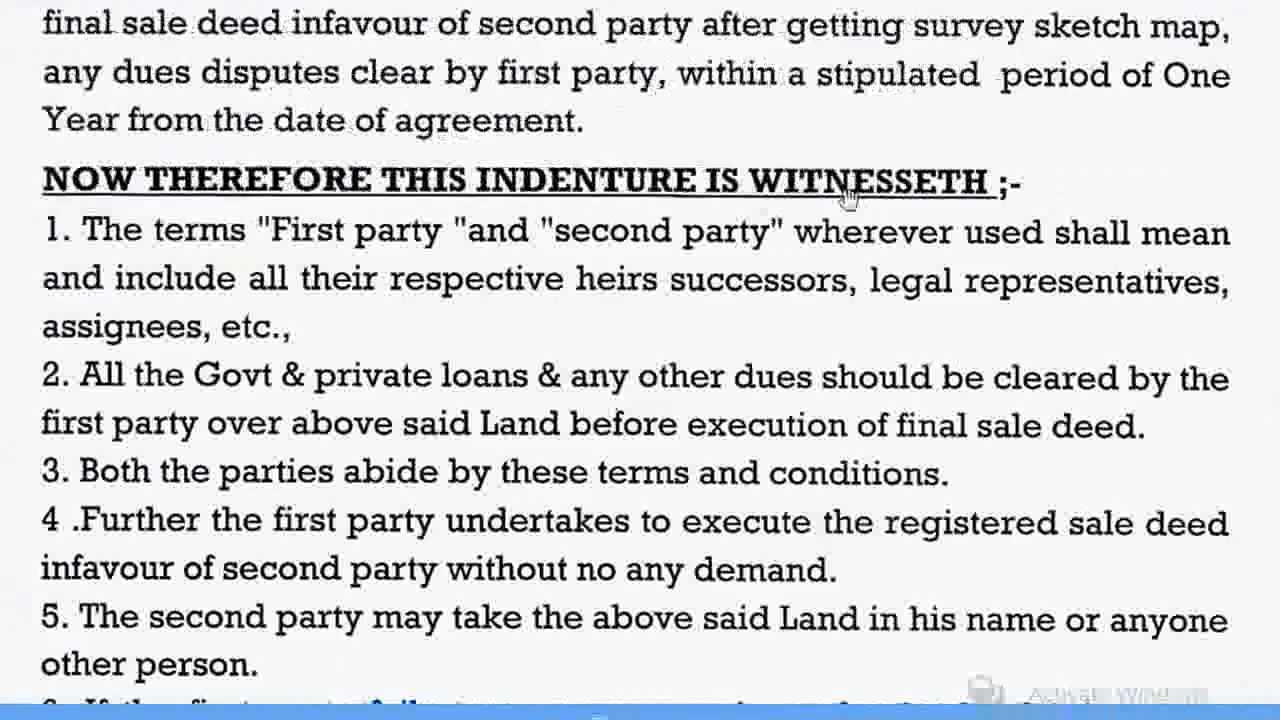 final sale deed infavour of second party after getting survey sketch map,
any dues disputes clear by first party, within a stipulated period of One
Year from the date of agreement.
NOW THEREFORE THIS INDENTURE IS WITNESSETH ;-
1. The terms "First party "and "second party" wherever used shall mean
and include all their respective heirs successors, legal representatives,
assignees, etc.,
2. All the Govt & private loans & any other dues should be cleared by the
first party over above said Land before execution of final sale deed.
3. Both the parties abide by these terms and conditions.
4 .Further the first party undertakes to execute the registered sale deed
infavour of second party without no any demand.
5. The second party may take the above said Land in his name or anyone
other person.
Activate Windows